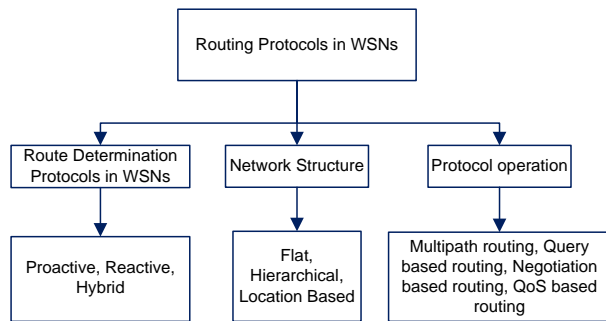 Routing Protocols in WSNs
Route Determination
Protocols in WSNs
Network Structure
Protocol operation
Proactive, Reactive,
Hybrid
Flat,
Hierarchical,
Location Based
Multipath routing, Query
based routing, Negotiation
based routing, QoS based
routing